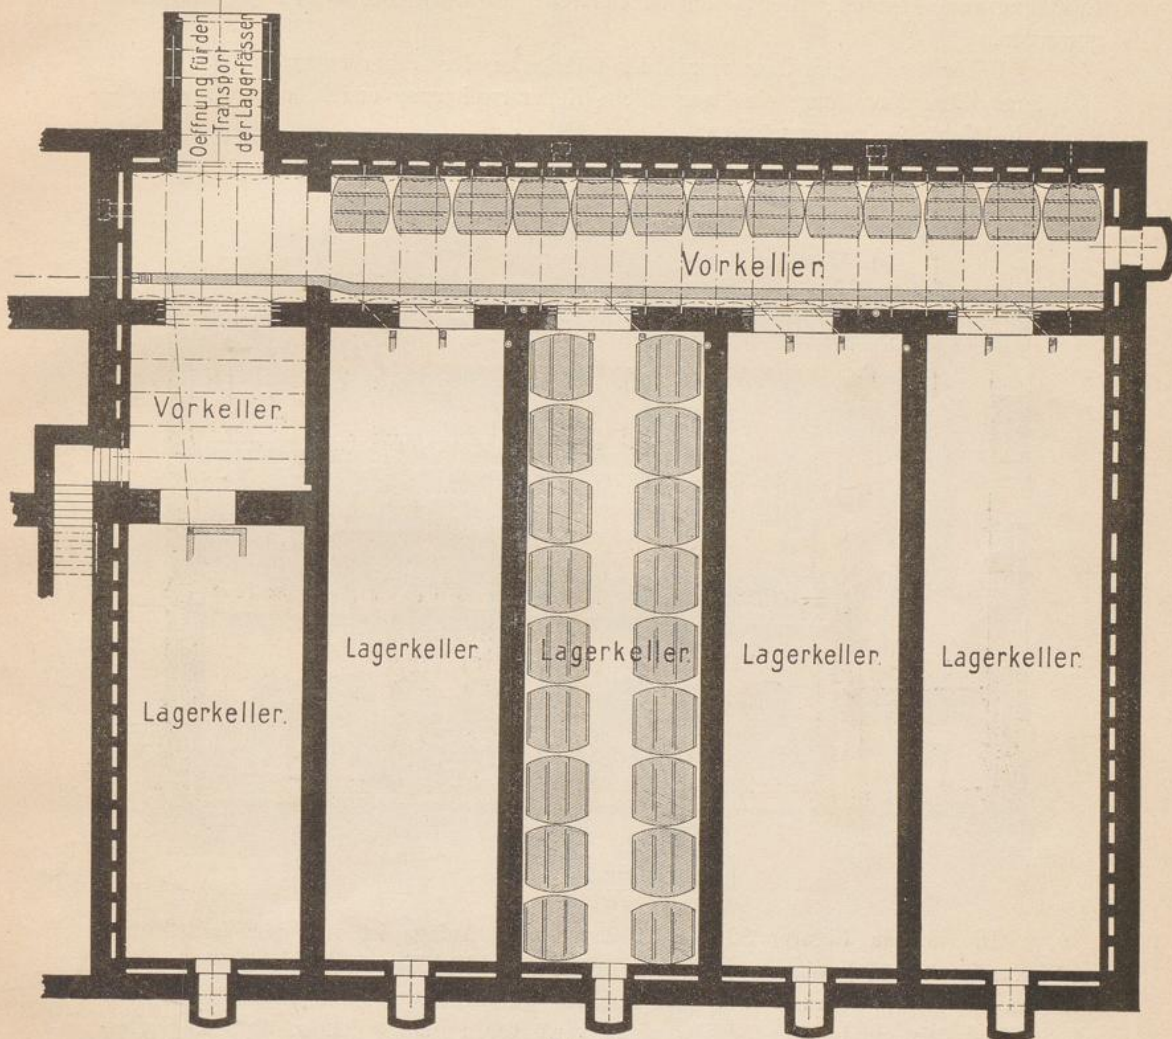 Oeffnung für den
Transport
der Lagerfässer
Vorkeller
Vorkeller.
Lagerkeller.
Lagerkeller.
Lagerkeller.
Lagerkeller.
Lagerkeller.